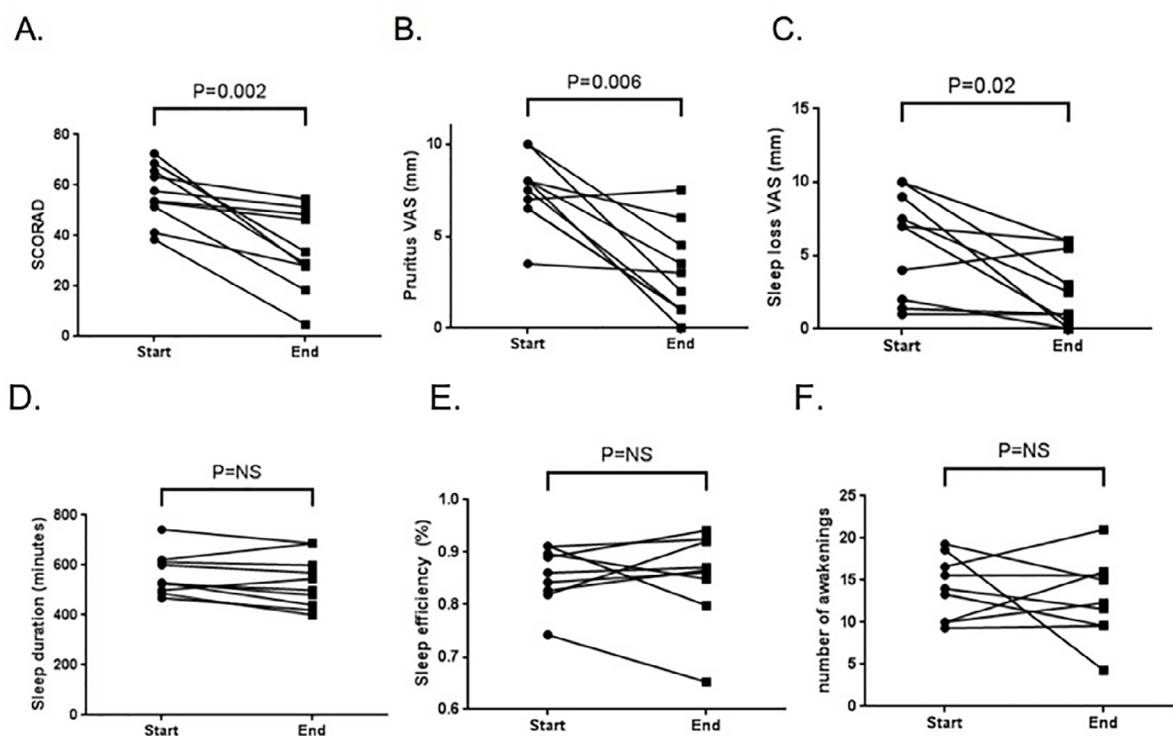 A.
P=0.002
SCORAD
80
60
40
20
0
Start End
B.
P=0.006
Pruritus VAS (mm)
10
5
0
Start End
C.
P=0.02
Sleep loss VAS (mm)
15
10
5
0
Start End
D.
P=NS
Sleep duration (minutes)
800
600
400
200
0
Start End
E.
P=NS
Sleep efficiency (%)
1.0
0.9
0.8
0.7
0.6
Start End
F.
P=NS
number of awakenings
25
20
15
10
5
0
Start End